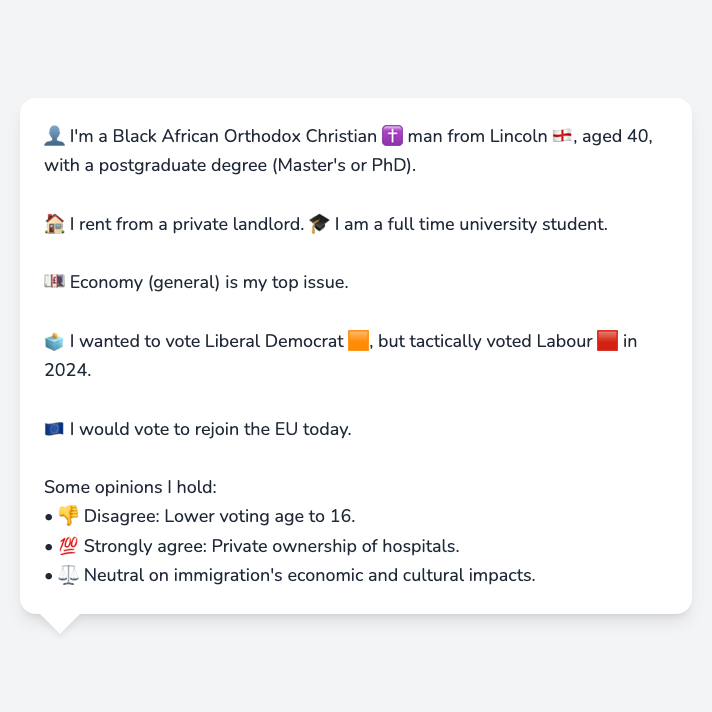 👤 I'm a Black African Orthodox Christian ✝️ man from Lincoln 🏴󠁧󠁢󠁥󠁮󠁧󠁿, aged 40,
with a postgraduate degree (Master's or PhD).
🏠 I rent from a private landlord. 🎓 I am a full time university student.
💷 Economy (general) is my top issue.
🗳️ I wanted to vote Liberal Democrat 🟧, but tactically voted Labour 🟥 in
2024.
🇪🇺 I would vote to rejoin the EU today.
Some opinions I hold:
• 👎 Disagree: Lower voting age to 16.
• 💯 Strongly agree: Private ownership of hospitals.
• ⚖️ Neutral on immigration's economic and cultural impacts.